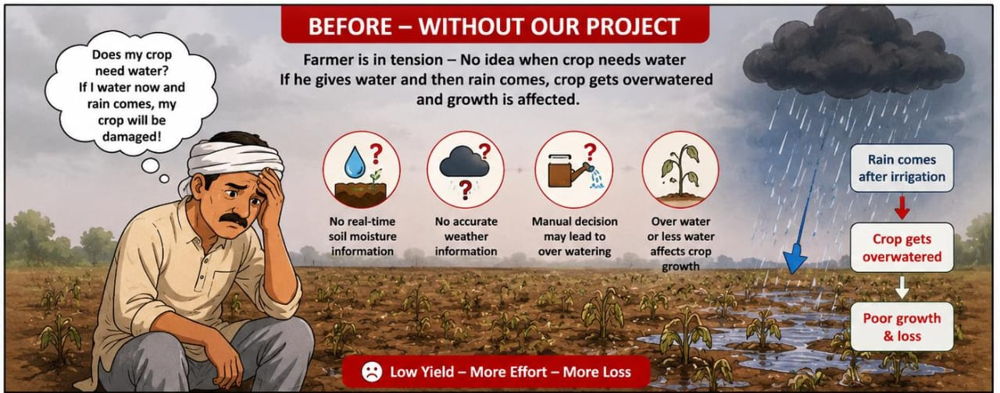 BEFORE – WITHOUT OUR PROJECT
Farmer is in tension – No idea when crop needs water
If he gives water and then rain comes, crop gets overwatered
and growth is affected.
Does my crop
need water?
If I water now and
rain comes, my
crop will be
damaged!
?
?
?
?
No real-time
soil moisture
information
No accurate
weather
information
Manual decision
may lead to
over watering
Over water
or less water
affects crop
growth
Rain comes
after irrigation
Crop gets
overwatered
Poor growth
& loss
Low Yield – More Effort – More Loss